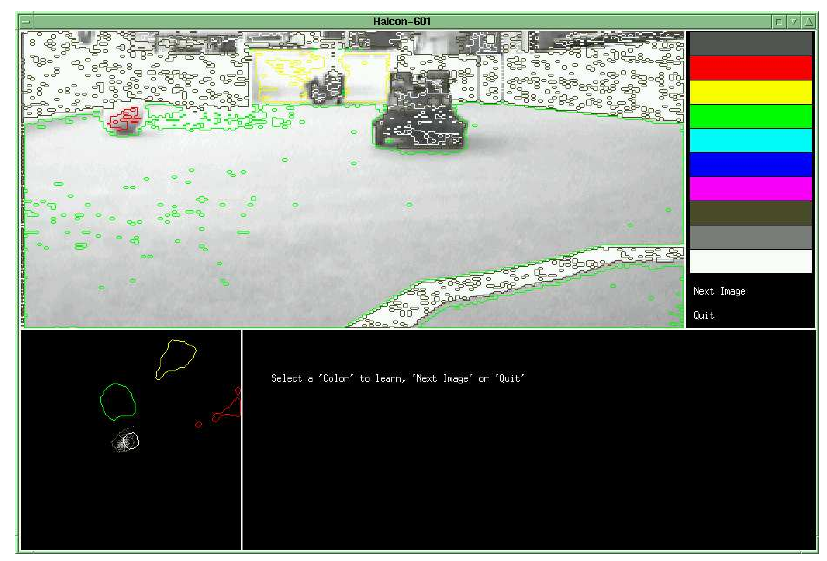 Halcon-601
Next Image
Quit
Select a 'Color' to learn, 'Next Image' or 'Quit'